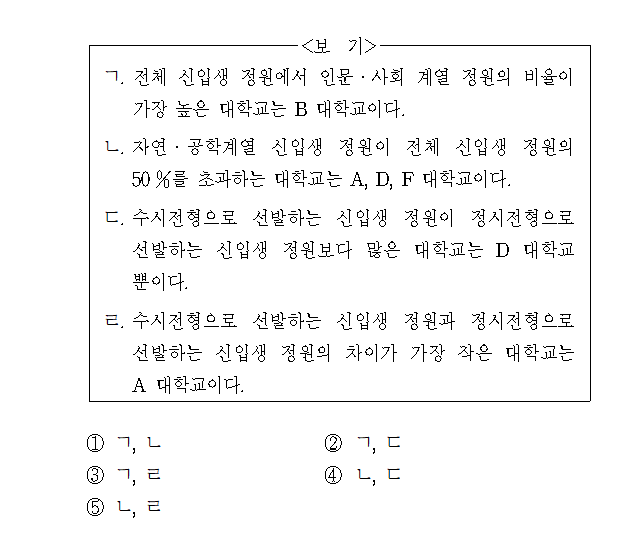 <보 기>
ㄱ. 전체 신입생 정원에서 인문·사회 계열 정원의 비율이
가장 높은 대학교는 B 대학교이다.
ㄴ. 자연·공학계열 신입생 정원이 전체 신입생 정원의
50 %를 초과하는 대학교는 A, D, F 대학교이다.
ㄷ. 수시전형으로 선발하는 신입생 정원이 정시전형으로
선발하는 신입생 정원보다 많은 대학교는 D 대학교
뿐이다.
ㄹ. 수시전형으로 선발하는 신입생 정원과 정시전형으로
선발하는 신입생 정원의 차이가 가장 작은 대학교는
A 대학교이다.
① ㄱ, ㄴ ② ㄱ, ㄷ
③ ㄱ, ㄹ ④ ㄴ, ㄷ
⑤ ㄴ, ㄹ